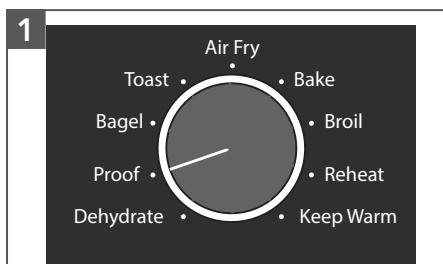 1
Air Fry
Toast Bake
Bagel Broil
Proof Reheat
Dehydrate Keep Warm